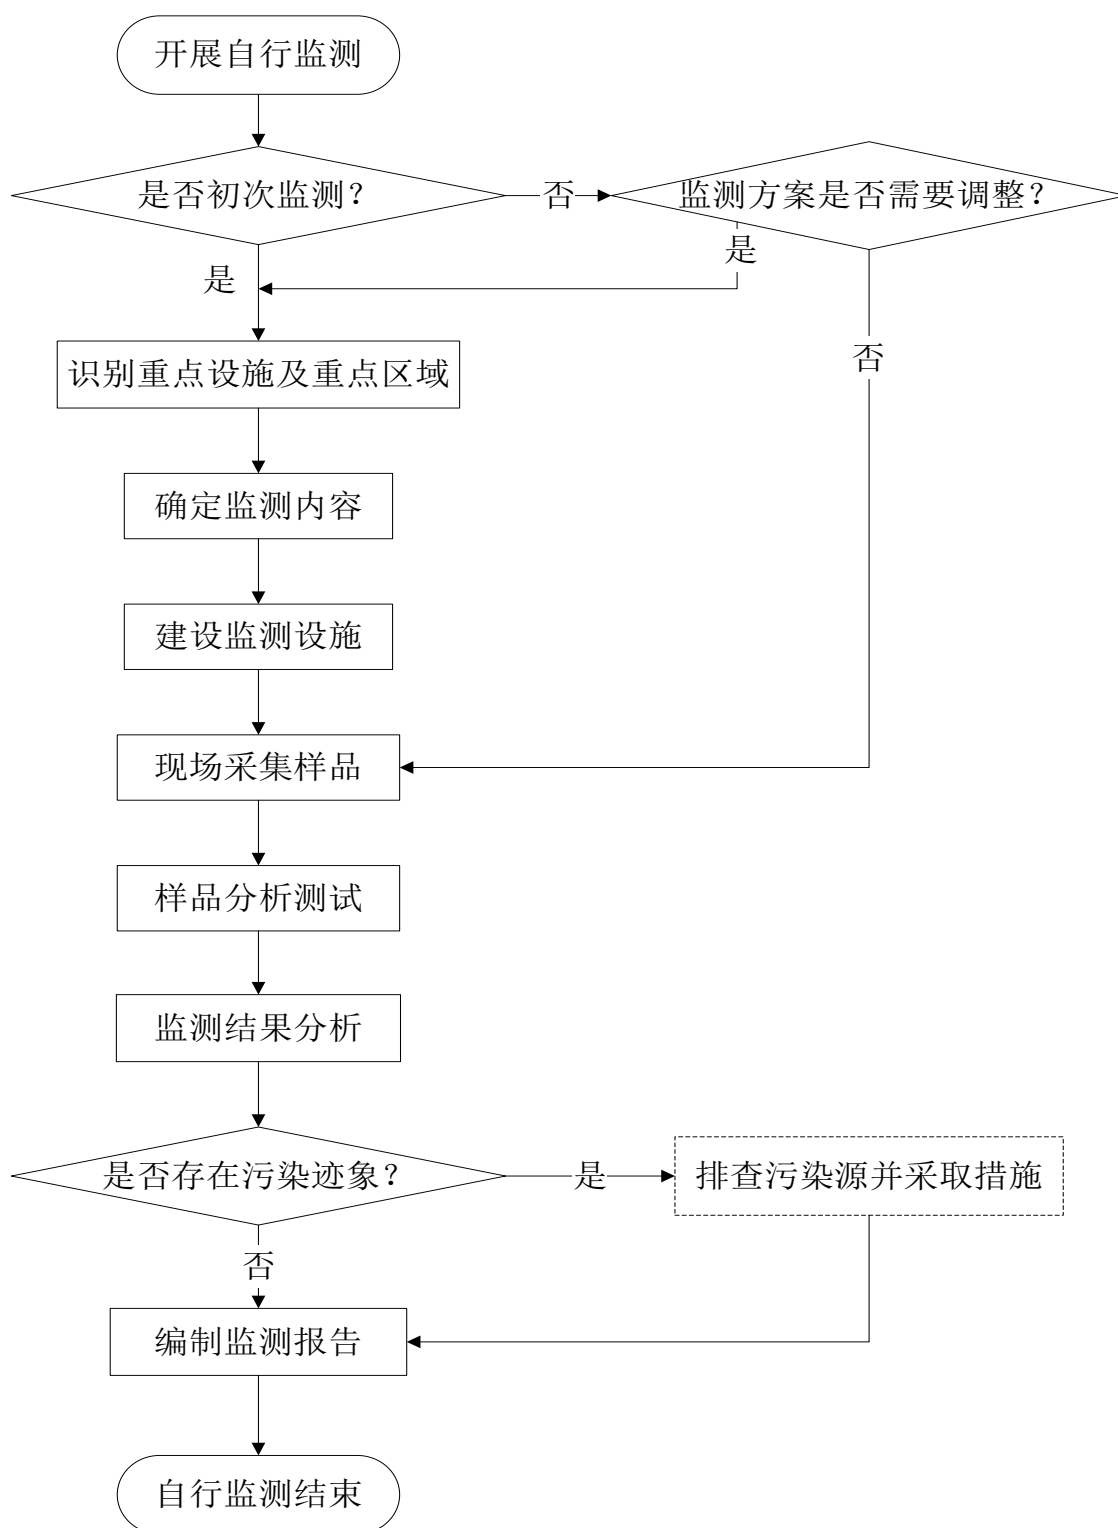 开展自行监测
是否初次监测？
否
监测方案是否需要调整？
是
是
识别重点设施及重点区域
否
确定监测内容
建设监测设施
现场采集样品
样品分析测试
监测结果分析
是否存在污染迹象？
是
排查污染源并采取措施
否
编制监测报告
自行监测结束